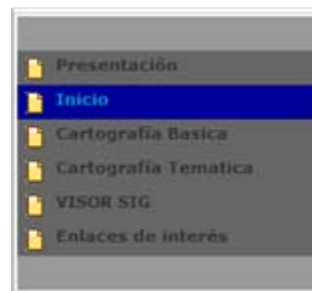 Presentación
Inicio
Cartografía Basica
Cartografía Tematica
VISOR SIG
Enlaces de interés